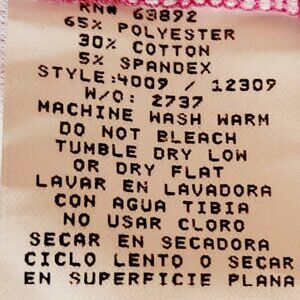 RN# 63892
65% POLYESTER
30% COTTON
5% SPANDEX
STYLE:4009 / 12309
W/O: 2737
MACHINE WASH WARM
DO NOT BLEACH
TUMBLE DRY LOW
OR DRY FLAT
LAVAR EN LAVADORA
CON AGUA TIBIA
NO USAR CLORO
SECAR EN SECADORA
CICLO LENTO O SECAR
EN SUPERFICIE PLANA